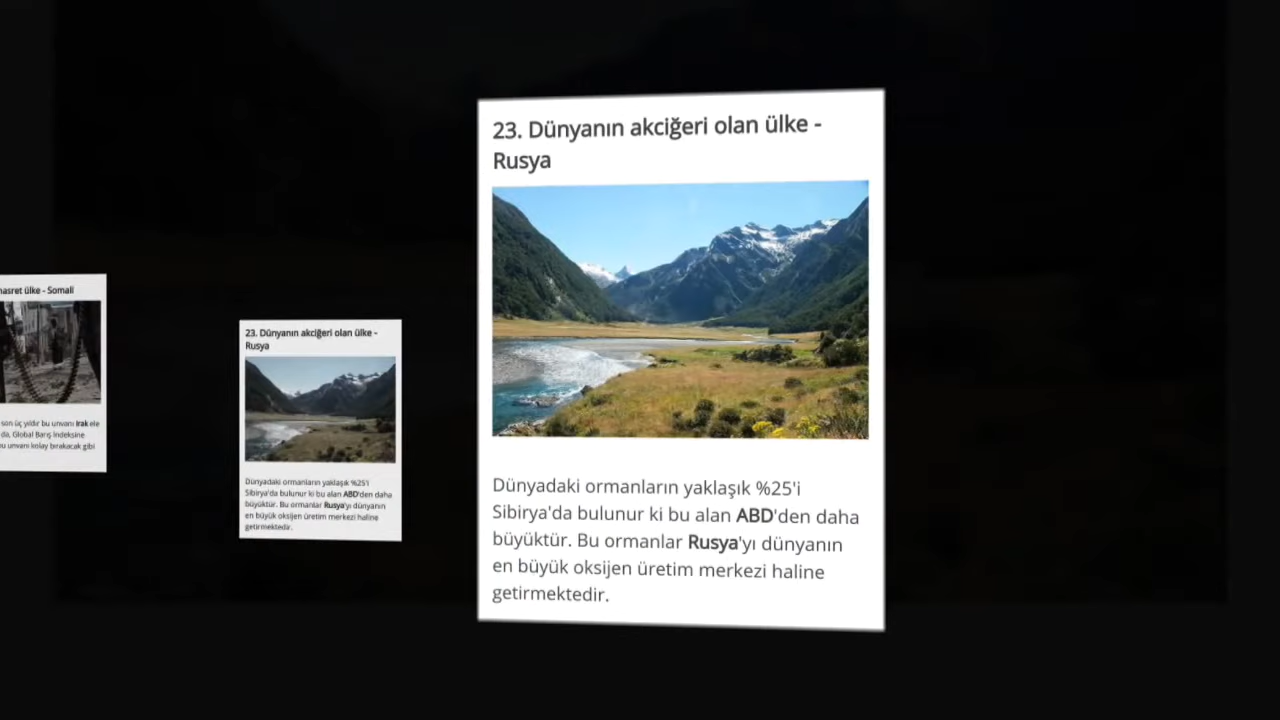 23. Dünyanın akciğeri olan ülke -
Rusya
Dünyadaki ormanların yaklaşık %25'i
Sibirya'da bulunur ki bu alan ABD'den daha
büyüktür. Bu ormanlar Rusya'yı dünyanın
en büyük oksijen üretim merkezi haline
getirmektedir.
23. Dünyanın akciğeri olan ülke -
Rusya
Dünyadaki ormanların yaklaşık %25'i
Sibirya'da bulunur ki bu alan ABD'den daha
büyüktür. Bu ormanlar Rusya'yı dünyanın
en büyük oksijen üretim merkezi haline
getirmektedir.
hasret ülke - Somali
son üç yıldır bu unvanı Irak ele
da, Global Barış Indeksine
u unvanı kolay bırakacak gibi